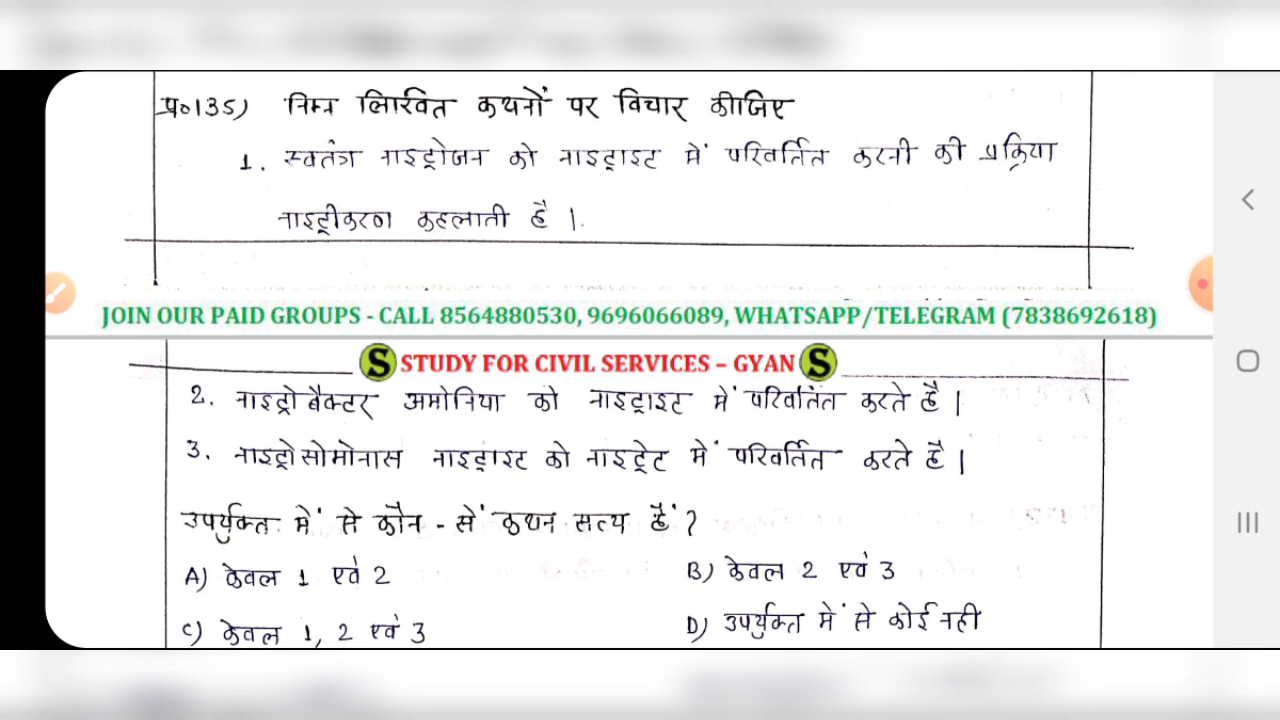 प्र०135) निम्न लिखित कथनों पर विचार कीजिए
1. स्वतंत्र नाइट्रोजन को नाइट्राइट में परिवर्तित करनी की प्रक्रिया
नाइट्रीकरण कहलाती है।
JOIN OUR PAID GROUPS - CALL 8564880530, 9696066089, WHATSAPP/TELEGRAM (7838692618)
S STUDY FOR CIVIL SERVICES – GYAN S
2. नाइट्रोबैक्टर अमोनिया को नाइट्राइट में परिवर्तित करते है।
3. नाइट्रोसोमोनास नाइट्राइट को नाइट्रेट में परिवर्तित करते है।
उपर्युक्त में से कौन - सें कथन सत्य हैं?
A) केवल 1 एवं 2 B) केवल 2 एवं 3
C) केवल 1, 2 एवं 3 D) उपर्युक्त में से कोई नही